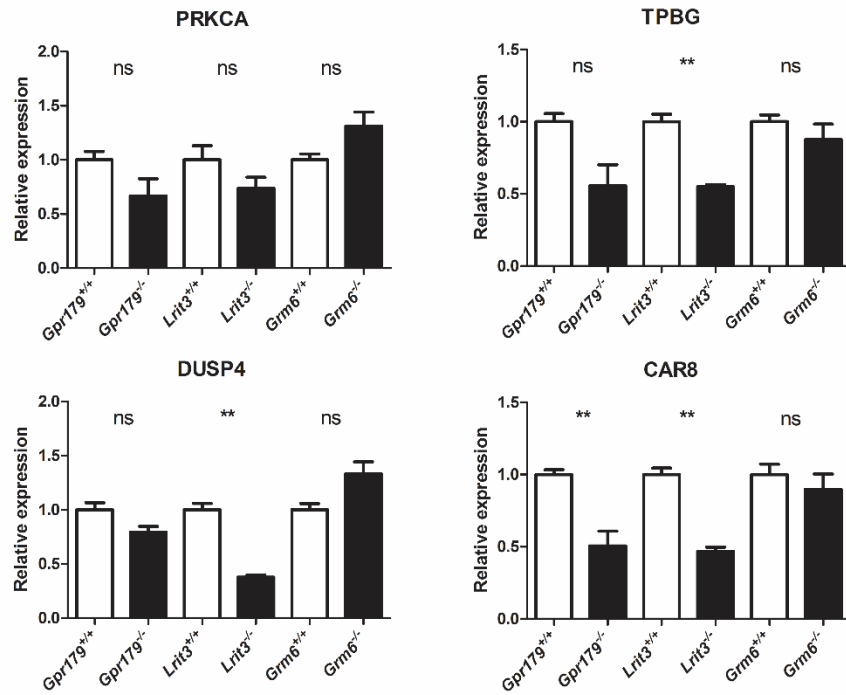 PRKCA
Relative expression
2.0
1.5
1.0
0.5
0.0
ns
ns
ns
Gpr179+/+
Gpr179-/-
Lrit3+/+
Lrit3-/-
Grm6+/+
Grm6-/-
TPBG
Relative expression
1.5
1.0
0.5
0.0
ns
**
ns
Gpr179+/+
Gpr179-/-
Lrit3+/+
Lrit3-/-
Grm6+/+
Grm6-/-
DUSP4
Relative expression
2.0
1.5
1.0
0.5
0.0
ns
**
ns
Gpr179+/+
Gpr179-/-
Lrit3+/+
Lrit3-/-
Grm6+/+
Grm6-/-
CAR8
Relative expression
1.5
1.0
0.5
0.0
**
**
ns
Gpr179+/+
Gpr179-/-
Lrit3+/+
Lrit3-/-
Grm6+/+
Grm6-/-